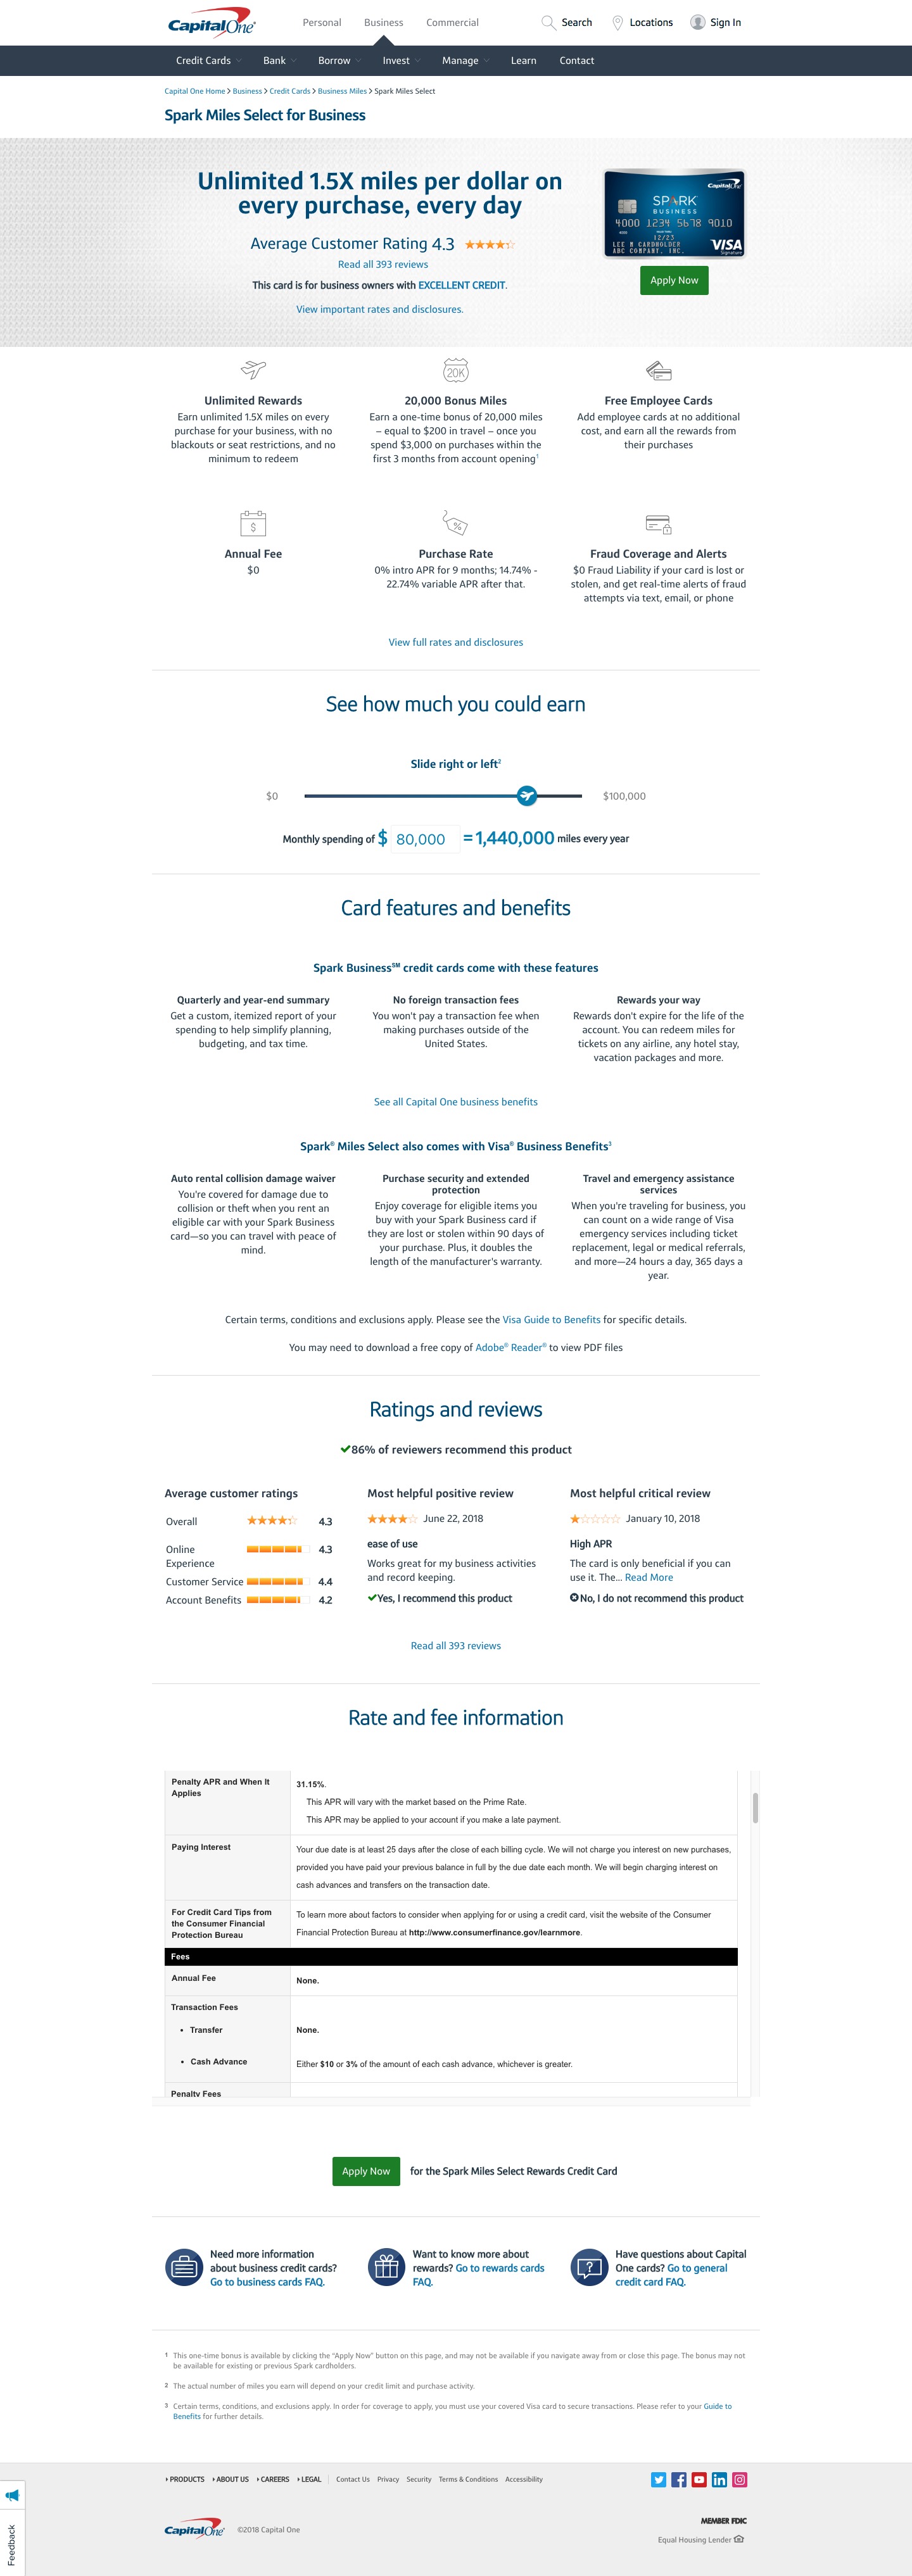 Capital One
Personal Business Commercial Search Locations Sign In
Credit Cards Bank Borrow Invest Manage Learn Contact
Capital One Home > Business > Credit Cards > Business Miles > Spark Miles Select
Spark Miles Select for Business
Unlimited 1.5X miles per dollar on
every purchase, every day
Average Customer Rating 4.3
Read all 393 reviews
This card is for business owners with EXCELLENT CREDIT.
View important rates and disclosures.
Capital One
SPARK
BUSINESS
4000 1234 5678 9010
4000
12/23
LEE M CARDHOLDER
ABC COMPANY, INC.
VISA
Signature
Apply Now
20K
Unlimited Rewards
Earn unlimited 1.5X miles on every
purchase for your business, with no
blackouts or seat restrictions, and no
minimum to redeem
20,000 Bonus Miles
Earn a one-time bonus of 20,000 miles
– equal to $200 in travel – once you
spend $3,000 on purchases within the
first 3 months from account opening1
Free Employee Cards
Add employee cards at no additional
cost, and earn all the rewards from
their purchases
$
Annual Fee
$0
%
Purchase Rate
0% intro APR for 9 months; 14.74% -
22.74% variable APR after that.
Fraud Coverage and Alerts
$0 Fraud Liability if your card is lost or
stolen, and get real-time alerts of fraud
attempts via text, email, or phone
View full rates and disclosures
See how much you could earn
Slide right or left2
$0 $100,000
Monthly spending of $ 80,000 = 1,440,000 miles every year
Card features and benefits
Spark BusinessSM credit cards come with these features
Quarterly and year-end summary
Get a custom, itemized report of your
spending to help simplify planning,
budgeting, and tax time.
No foreign transaction fees
You won't pay a transaction fee when
making purchases outside of the
United States.
Rewards your way
Rewards don't expire for the life of the
account. You can redeem miles for
tickets on any airline, any hotel stay,
vacation packages and more.
See all Capital One business benefits
Spark® Miles Select also comes with Visa® Business Benefits3
Auto rental collision damage waiver
You're covered for damage due to
collision or theft when you rent an
eligible car with your Spark Business
card—so you can travel with peace of
mind.
Purchase security and extended
protection
Enjoy coverage for eligible items you
buy with your Spark Business card if
they are lost or stolen within 90 days of
your purchase. Plus, it doubles the
length of the manufacturer's warranty.
Travel and emergency assistance
services
When you're traveling for business, you
can count on a wide range of Visa
emergency services including ticket
replacement, legal or medical referrals,
and more—24 hours a day, 365 days a
year.
Certain terms, conditions and exclusions apply. Please see the Visa Guide to Benefits for specific details.
You may need to download a free copy of Adobe® Reader® to view PDF files
Ratings and reviews
86% of reviewers recommend this product
Average customer ratings
Overall 4.3
Online
Experience 4.3
Customer Service 4.4
Account Benefits 4.2
Most helpful positive review
June 22, 2018
ease of use
Works great for my business activities
and record keeping.
Yes, I recommend this product
Most helpful critical review
January 10, 2018
High APR
The card is only beneficial if you can
use it. The... Read More
No, I do not recommend this product
Read all 393 reviews
Rate and fee information
Penalty APR and When It
Applies
31.15%.
This APR will vary with the market based on the Prime Rate.
This APR may be applied to your account if you make a late payment.
Paying Interest
Your due date is at least 25 days after the close of each billing cycle. We will not charge you interest on new purchases,
provided you have paid your previous balance in full by the due date each month. We will begin charging interest on
cash advances and transfers on the transaction date.
For Credit Card Tips from
the Consumer Financial
Protection Bureau
To learn more about factors to consider when applying for or using a credit card, visit the website of the Consumer
Financial Protection Bureau at http://www.consumerfinance.gov/learnmore.
Fees
Annual Fee None.
Transaction Fees
• Transfer None.
• Cash Advance Either $10 or 3% of the amount of each cash advance, whichever is greater.
Penalty Fees
Apply Now for the Spark Miles Select Rewards Credit Card
Need more information
about business credit cards?
Go to business cards FAQ.
Want to know more about
rewards? Go to rewards cards
FAQ.
?
Have questions about Capital
One cards? Go to general
credit card FAQ.
1 This one-time bonus is available by clicking the "Apply Now" button on this page, and may not be available if you navigate away from or close this page. The bonus may not
be available for existing or previous Spark cardholders.
2 The actual number of miles you earn will depend on your credit limit and purchase activity.
3 Certain terms, conditions, and exclusions apply. In order for coverage to apply, you must use your covered Visa card to secure transactions. Please refer to your Guide to
Benefits for further details.
PRODUCTS ABOUT US CAREERS LEGAL Contact Us Privacy Security Terms & Conditions Accessibility
Capital One ©2018 Capital One
MEMBER FDIC
Equal Housing Lender
Feedback